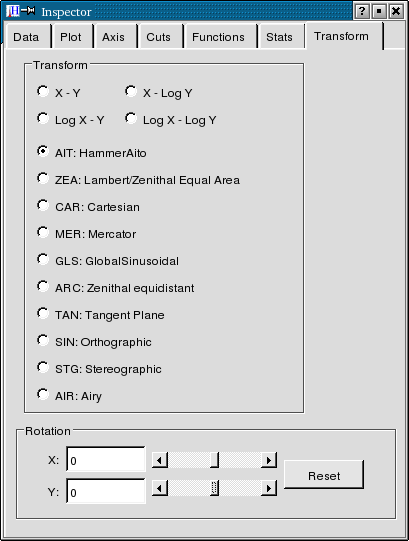 Inspector
Data Plot Axis Cuts Functions Stats Transform
Transform
X - Y X - Log Y
Log X - Y Log X - Log Y
AIT: HammerAito
ZEA: Lambert/Zenithal Equal Area
CAR: Cartesian
MER: Mercator
GLS: GlobalSinusoidal
ARC: Zenithal equidistant
TAN: Tangent Plane
SIN: Orthographic
STG: Stereographic
AIR: Airy
Rotation
X: 0
Reset
Y: 0